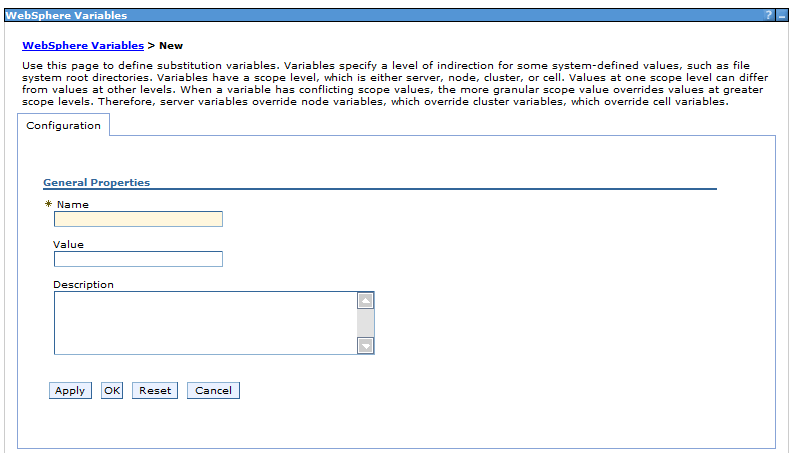 WebSphere Variables ? _
WebSphere Variables > New
Use this page to define substitution variables. Variables specify a level of indirection for some system-defined values, such as file
system root directories. Variables have a scope level, which is either server, node, cluster, or cell. Values at one scope level can differ
from values at other levels. When a variable has conflicting scope values, the more granular scope value overrides values at greater
scope levels. Therefore, server variables override node variables, which override cluster variables, which override cell variables.
Configuration
General Properties
* Name
Value
Description
Apply OK Reset Cancel